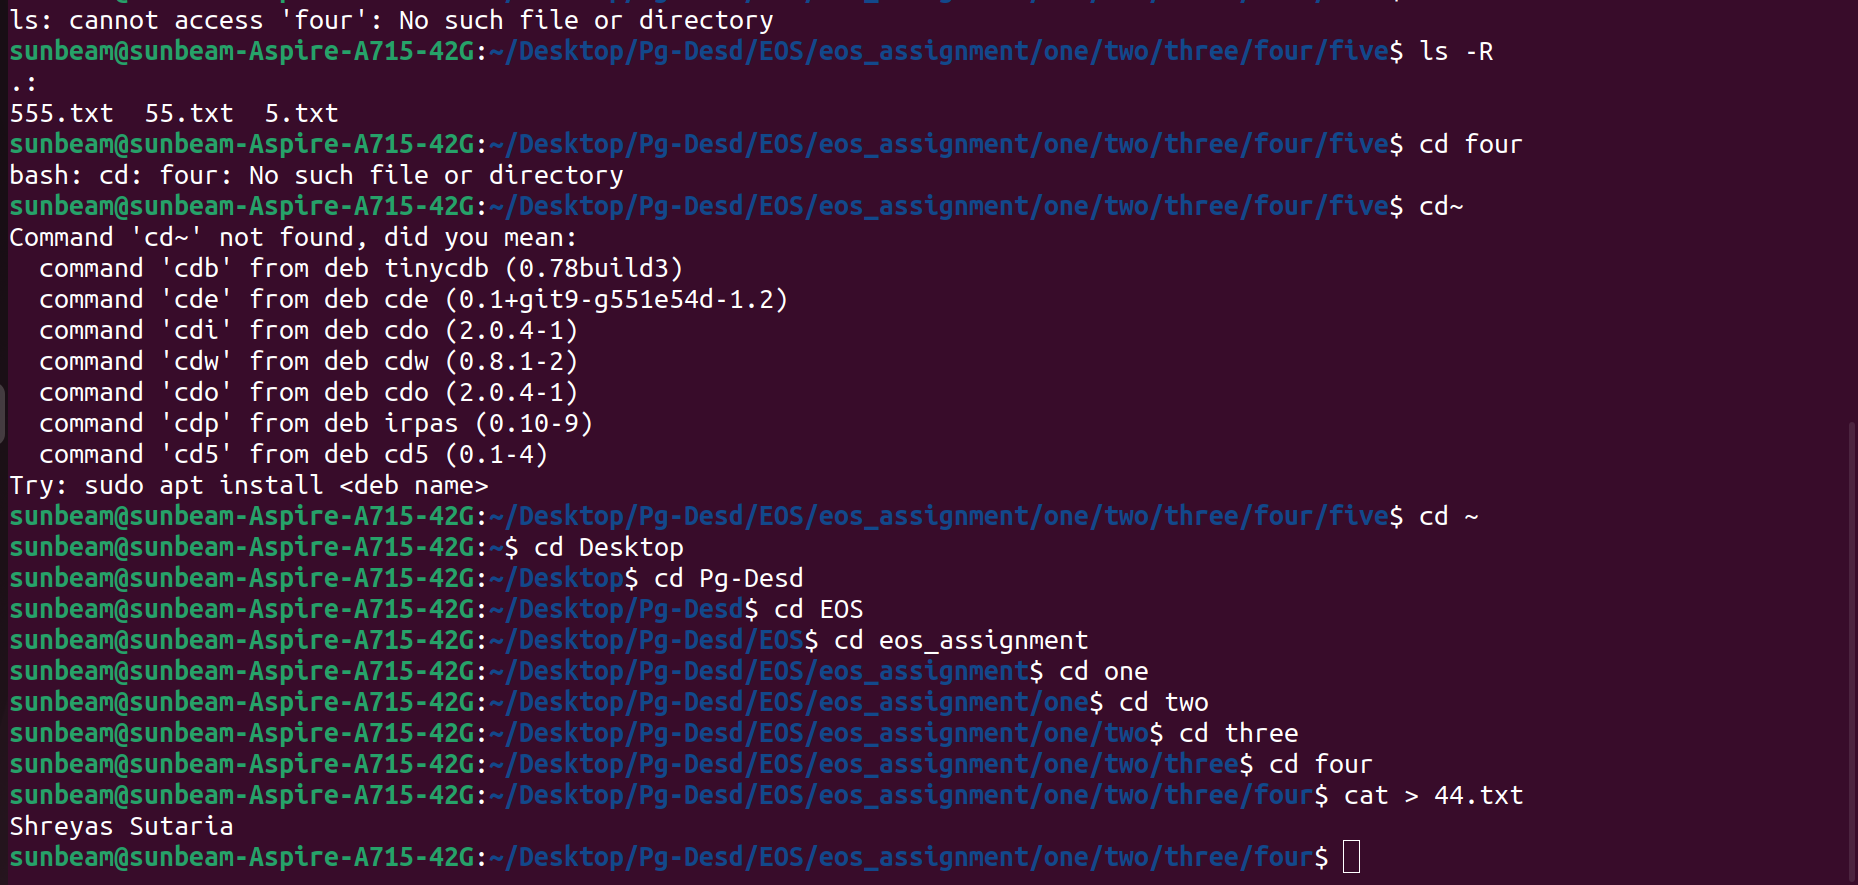 ls: cannot access 'four': No such file or directory
sunbeam@sunbeam-Aspire-A715-42G:~/Desktop/Pg-Desd/EOS/eos_assignment/one/two/three/four/five$ ls -R
.:
555.txt  55.txt  5.txt
sunbeam@sunbeam-Aspire-A715-42G:~/Desktop/Pg-Desd/EOS/eos_assignment/one/two/three/four/five$ cd four
bash: cd: four: No such file or directory
sunbeam@sunbeam-Aspire-A715-42G:~/Desktop/Pg-Desd/EOS/eos_assignment/one/two/three/four/five$ cd~
Command 'cd~' not found, did you mean:
  command 'cdb' from deb tinycdb (0.78build3)
  command 'cde' from deb cde (0.1+git9-g551e54d-1.2)
  command 'cdi' from deb cdo (2.0.4-1)
  command 'cdw' from deb cdw (0.8.1-2)
  command 'cdo' from deb cdo (2.0.4-1)
  command 'cdp' from deb irpas (0.10-9)
  command 'cd5' from deb cd5 (0.1-4)
Try: sudo apt install <deb name>
sunbeam@sunbeam-Aspire-A715-42G:~/Desktop/Pg-Desd/EOS/eos_assignment/one/two/three/four/five$ cd ~
sunbeam@sunbeam-Aspire-A715-42G:~$ cd Desktop
sunbeam@sunbeam-Aspire-A715-42G:~/Desktop$ cd Pg-Desd
sunbeam@sunbeam-Aspire-A715-42G:~/Desktop/Pg-Desd$ cd EOS
sunbeam@sunbeam-Aspire-A715-42G:~/Desktop/Pg-Desd/EOS$ cd eos_assignment
sunbeam@sunbeam-Aspire-A715-42G:~/Desktop/Pg-Desd/EOS/eos_assignment$ cd one
sunbeam@sunbeam-Aspire-A715-42G:~/Desktop/Pg-Desd/EOS/eos_assignment/one$ cd two
sunbeam@sunbeam-Aspire-A715-42G:~/Desktop/Pg-Desd/EOS/eos_assignment/one/two$ cd three
sunbeam@sunbeam-Aspire-A715-42G:~/Desktop/Pg-Desd/EOS/eos_assignment/one/two/three$ cd four
sunbeam@sunbeam-Aspire-A715-42G:~/Desktop/Pg-Desd/EOS/eos_assignment/one/two/three/four$ cat > 44.txt
Shreyas Sutaria
sunbeam@sunbeam-Aspire-A715-42G:~/Desktop/Pg-Desd/EOS/eos_assignment/one/two/three/four$